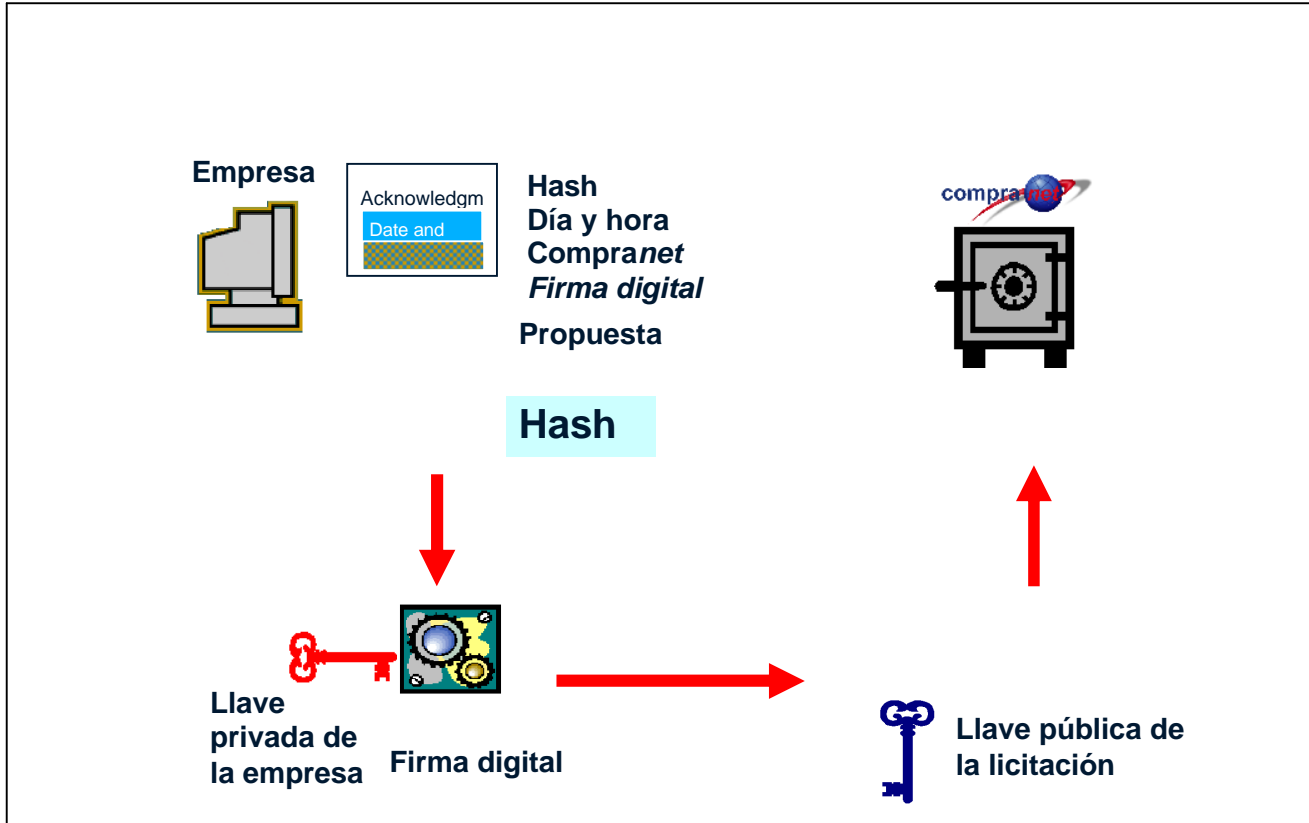 Empresa
Acknowledgm
Date and
Hash
Día y hora
Compranet
Firma digital
Propuesta
compranet
Hash
Llave
privada de
la empresa
Firma digital
Llave pública de
la licitación